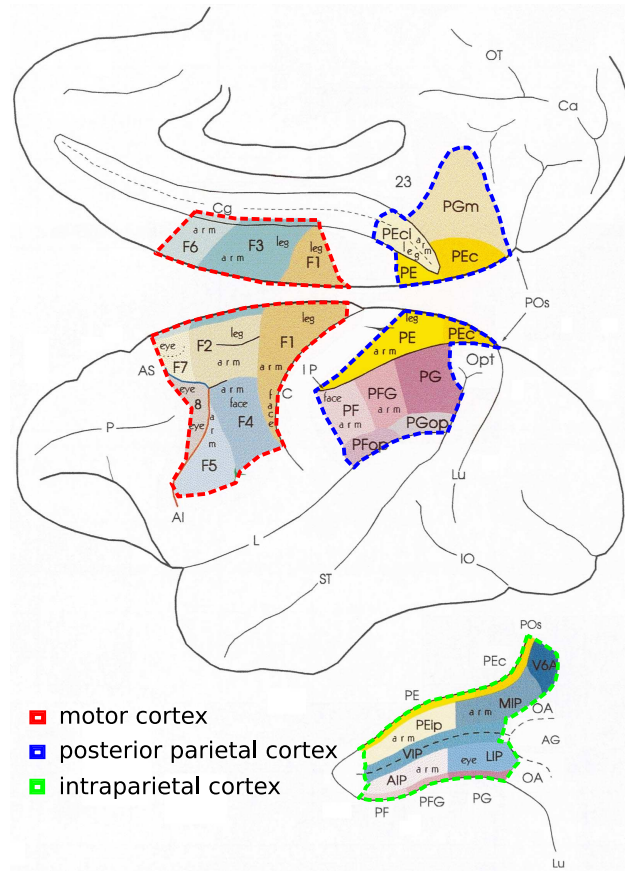 OT
Ca
23
PGm
Cg
arm
leg
PEcl
arm
leg
F6
F3
arm
leg
F1
PE
PEc
POs
leg
leg
leg
PE
PEc
eye
F2
F1
arm
Opt
F7
arm
AS
eye
arm
I P
PG
8
face
C
face
PFG
eye
arm
F4
face
PF
arm
arm
P
PGop
F5
PFop
Lu
AI
L
ST
IO
POs
PEc
V6A
PE
MIP
OA
PEip
arm
arm
AG
VIP
arm
eye
LIP
AIP
OA
PF
PFG
PG
Lu
motor cortex
posterior parietal cortex
intraparietal cortex